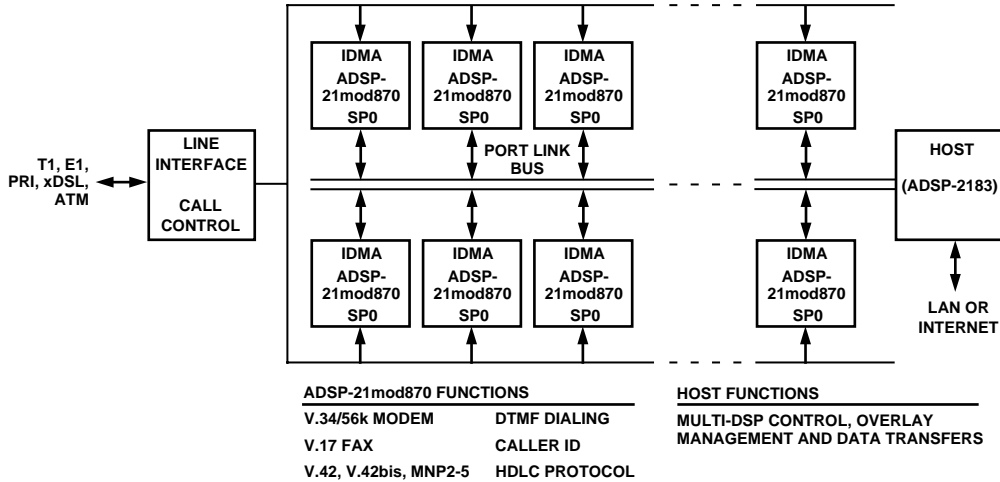 IDMA
ADSP-
21mod870
SP0
IDMA
ADSP-
21mod870
SP0
IDMA
ADSP-
21mod870
SP0
IDMA
ADSP-
21mod870
SP0
T1, E1,
PRI, xDSL,
ATM
LINE
INTERFACE
CALL
CONTROL
PORT LINK
BUS
HOST
(ADSP-2183)
IDMA
ADSP-
21mod870
SP0
IDMA
ADSP-
21mod870
SP0
IDMA
ADSP-
21mod870
SP0
IDMA
ADSP-
21mod870
SP0
LAN OR
INTERNET
ADSP-21mod870 FUNCTIONS
V.34/56k MODEM DTMF DIALING
V.17 FAX CALLER ID
V.42, V.42bis, MNP2-5 HDLC PROTOCOL
HOST FUNCTIONS
MULTI-DSP CONTROL, OVERLAY
MANAGEMENT AND DATA TRANSFERS